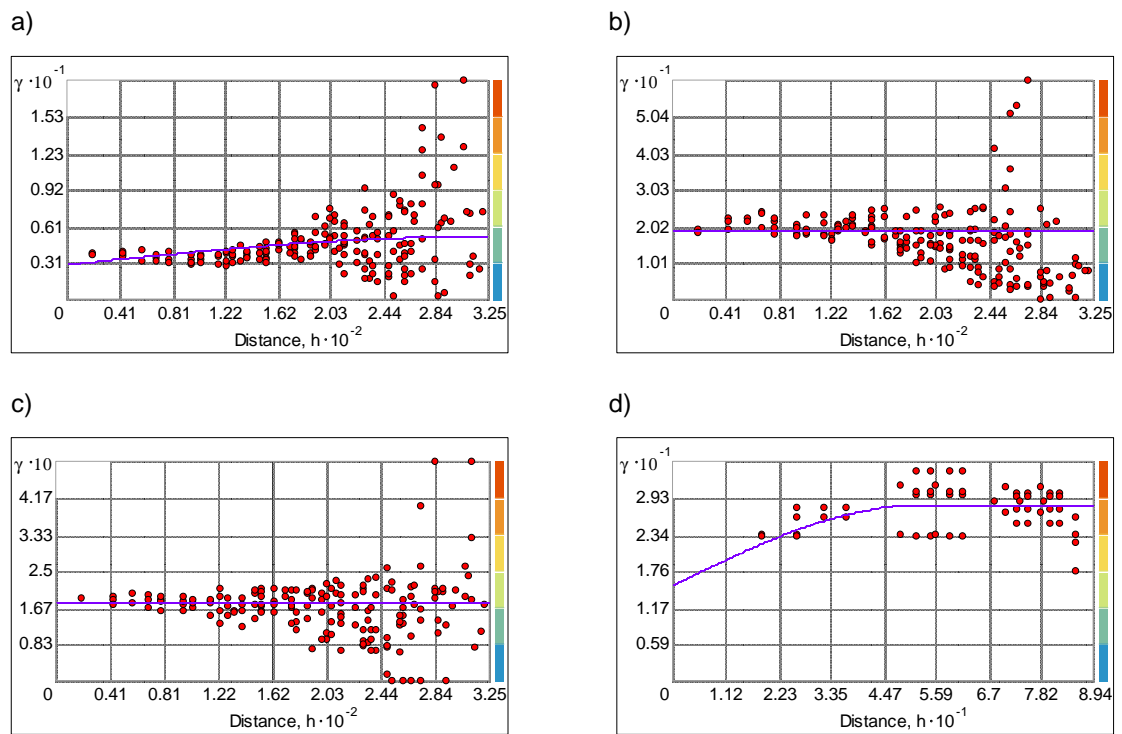 a)
γ·10⁻¹
1.53
1.23
0.92
0.61
0.31
0 0.41 0.81 1.22 1.62 2.03 2.44 2.84 3.25
Distance, h·10⁻²
b)
γ·10⁻¹
5.04
4.03
3.03
2.02
1.01
0 0.41 0.81 1.22 1.62 2.03 2.44 2.84 3.25
Distance, h·10⁻²
c)
γ·10
4.17
3.33
2.5
1.67
0.83
0 0.41 0.81 1.22 1.62 2.03 2.44 2.84 3.25
Distance, h·10⁻²
d)
γ·10⁻¹
2.93
2.34
1.76
1.17
0.59
0 1.12 2.23 3.35 4.47 5.59 6.7 7.82 8.94
Distance, h·10⁻¹